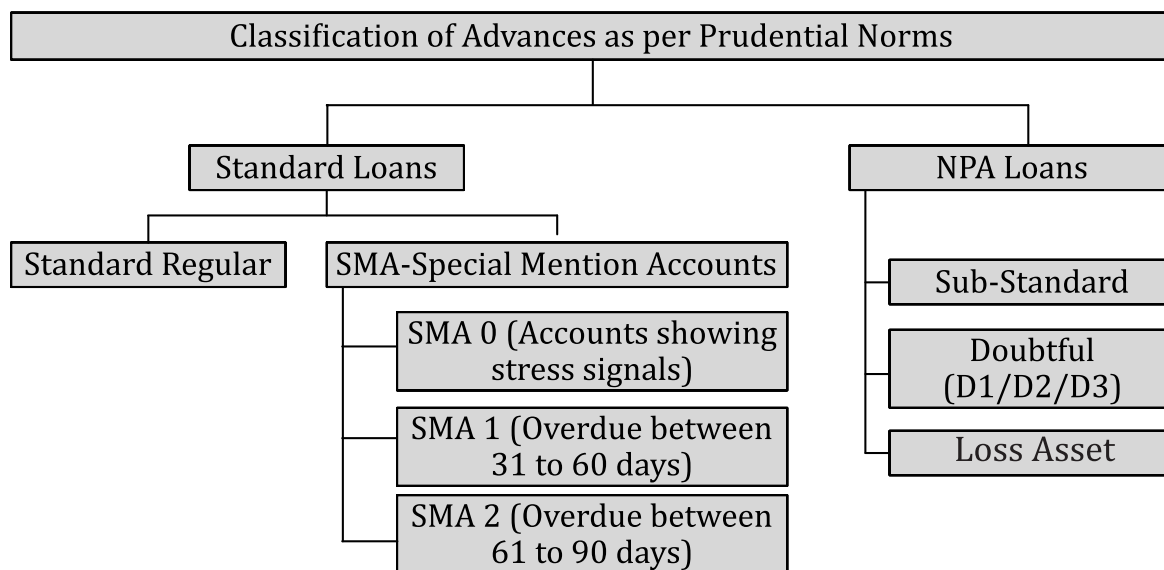 Classification of Advances as per Prudential Norms
Standard Loans
NPA Loans
Standard Regular
SMA-Special Mention Accounts
SMA 0 (Accounts showing
stress signals)
SMA 1 (Overdue between
31 to 60 days)
SMA 2 (Overdue between
61 to 90 days)
Sub-Standard
Doubtful
(D1/D2/D3)
Loss Asset